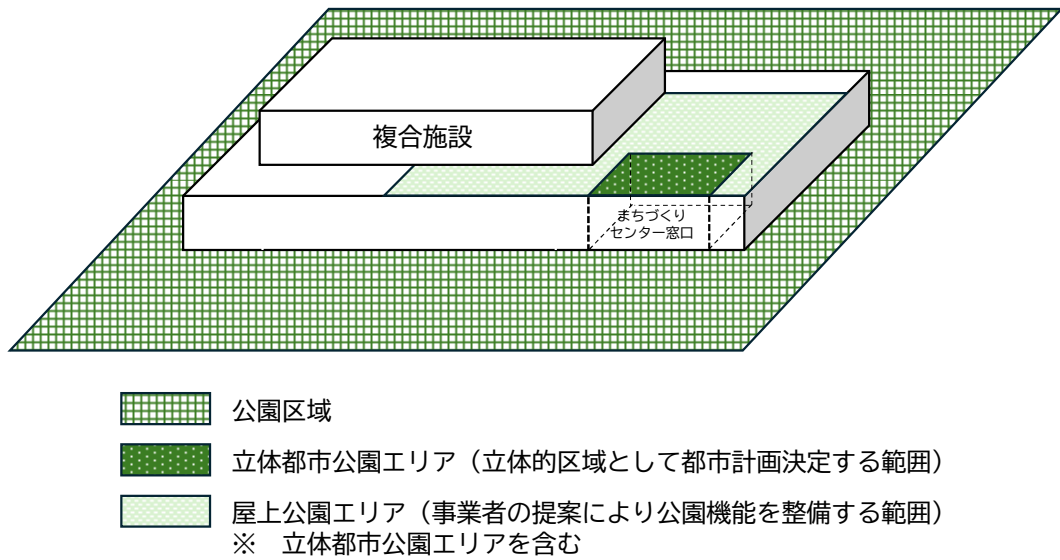 複合施設
まちづくり
センター窓口
公園区域
立体都市公園エリア（立体的区域として都市計画決定する範囲）
屋上公園エリア（事業者の提案により公園機能を整備する範囲）
※　立体都市公園エリアを含む